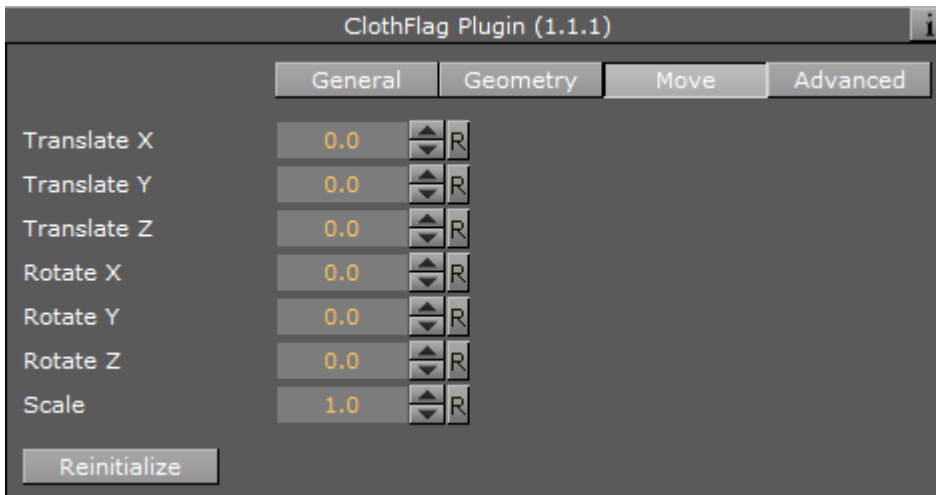 ClothFlag Plugin (1.1.1) i
General Geometry Move Advanced
Translate X 0.0 R
Translate Y 0.0 R
Translate Z 0.0 R
Rotate X 0.0 R
Rotate Y 0.0 R
Rotate Z 0.0 R
Scale 1.0 R
Reinitialize